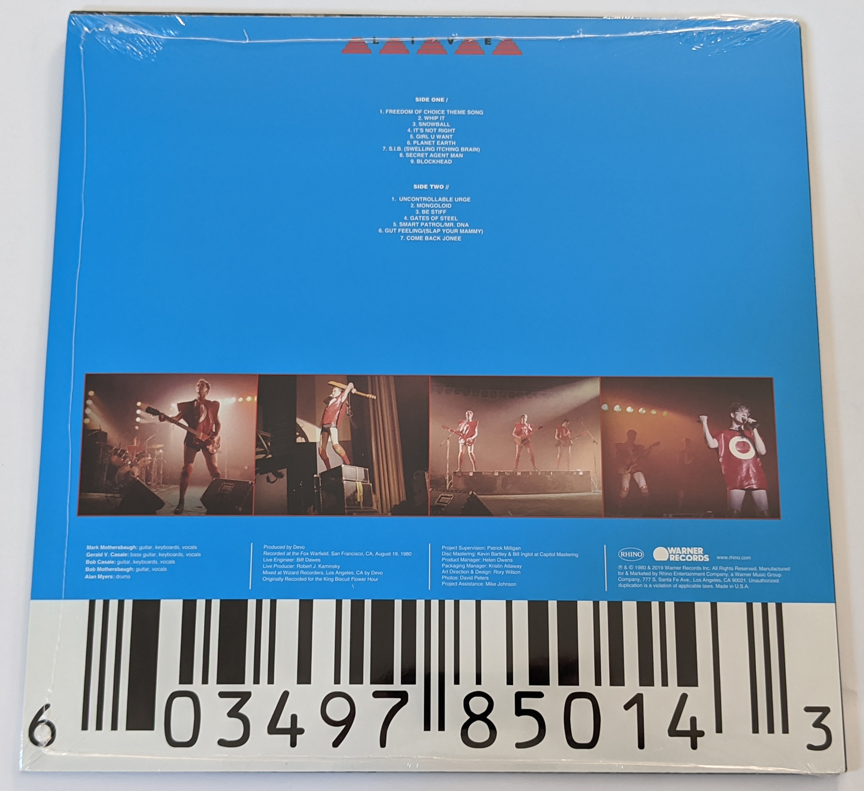 L I V E
SIDE ONE /
1. FREEDOM OF CHOICE THEME SONG
2. WHIP IT
3. SNOWBALL
4. IT'S NOT RIGHT
5. GIRL U WANT
6. PLANET EARTH
7. S.I.B. (SWELLING ITCHING BRAIN)
8. SECRET AGENT MAN
9. BLOCKHEAD
SIDE TWO //
1. UNCONTROLLABLE URGE
2. MONGOLOID
3. BE STIFF
4. GATES OF STEEL
5. SMART PATROL/MR. DNA
6. GUT FEELING/(SLAP YOUR MAMMY)
7. COME BACK JONEE
Mark Mothersbaugh: guitar, keyboards, vocals
Gerald V. Casale: bass guitar, keyboards, vocals
Bob Casale: guitar, keyboards, vocals
Bob Mothersbaugh: guitar, vocals
Alan Myers: drums
Produced by Devo
Recorded at the Fox Warfield, San Francisco, CA, August 16, 1980
Live Engineer: Bill Dawes
Live Producer: Robert J. Kaminsky
Mixed at Wizard Recorders, Los Angeles, CA by Devo
Originally Recorded for the King Biscuit Flower Hour
Project Supervision: Patrick Milligan
Disc Mastering: Kevin Bartley & Bill Inglot at Capitol Mastering
Product Manager: Helen Owens
Packaging Manager: Kristin Attaway
Art Direction & Design: Rory Wilson
Photos: David Peters
Project Assistance: Mike Johnson
RHINO
WARNER RECORDS
www.rhino.com
℗ & © 1980 & 2019 Warner Records Inc. All Rights Reserved. Manufactured
for & Marketed by Rhino Entertainment Company, a Warner Music Group
Company, 777 S. Santa Fe Ave., Los Angeles, CA 90021. Unauthorized
duplication is a violation of applicable laws. Made in U.S.A.
6 03497 85014 3